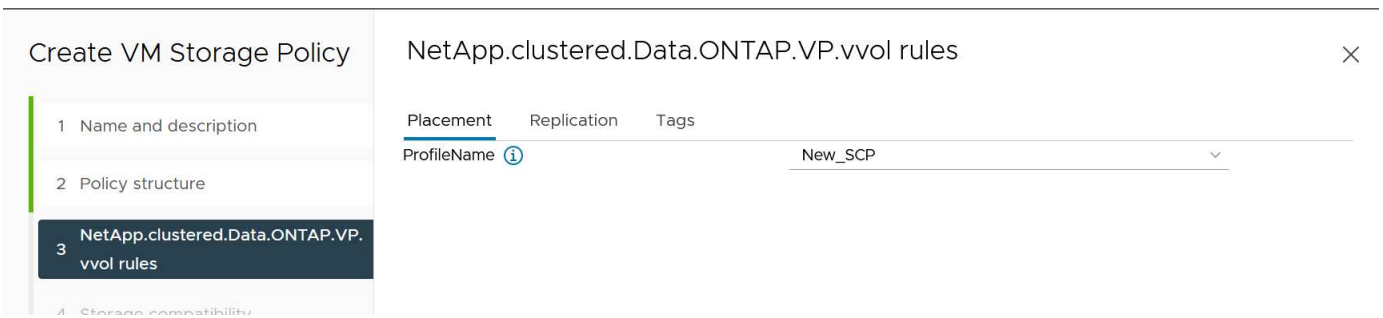 Create VM Storage Policy
1 Name and description
2 Policy structure
3 NetApp.clustered.Data.ONTAP.VP.
vvol rules
4 Storage compatibility
NetApp.clustered.Data.ONTAP.VP.vvol rules
Placement Replication Tags
ProfileName New_SCP